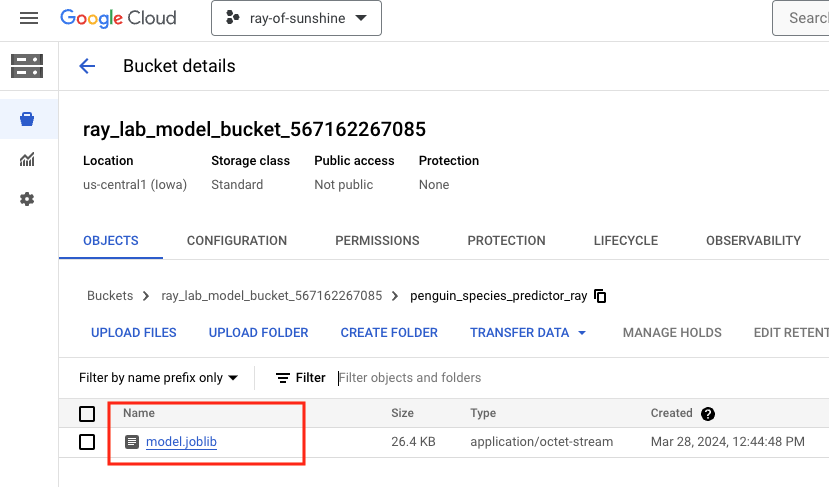 Google Cloud ray-of-sunshine Search
Bucket details
ray_lab_model_bucket_567162267085
Location Storage class Public access Protection
us-central1 (Iowa) Standard Not public None
OBJECTS CONFIGURATION PERMISSIONS PROTECTION LIFECYCLE OBSERVABILITY
Buckets > ray_lab_model_bucket_567162267085 > penguin_species_predictor_ray
UPLOAD FILES UPLOAD FOLDER CREATE FOLDER TRANSFER DATA MANAGE HOLDS EDIT RETENT
Filter by name prefix only Filter Filter objects and folders
Name Size Type Created ?
model.joblib 26.4 KB application/octet-stream Mar 28, 2024, 12:44:48 PM